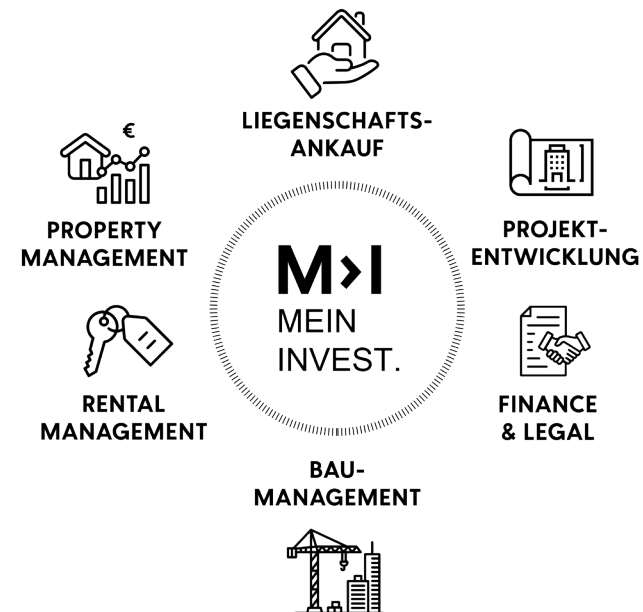 LIEGENSCHAFTS-
ANKAUF
€
PROPERTY
MANAGEMENT
PROJEKT-
ENTWICKLUNG
M>I
MEIN
INVEST.
RENTAL
MANAGEMENT
FINANCE
& LEGAL
BAU-
MANAGEMENT